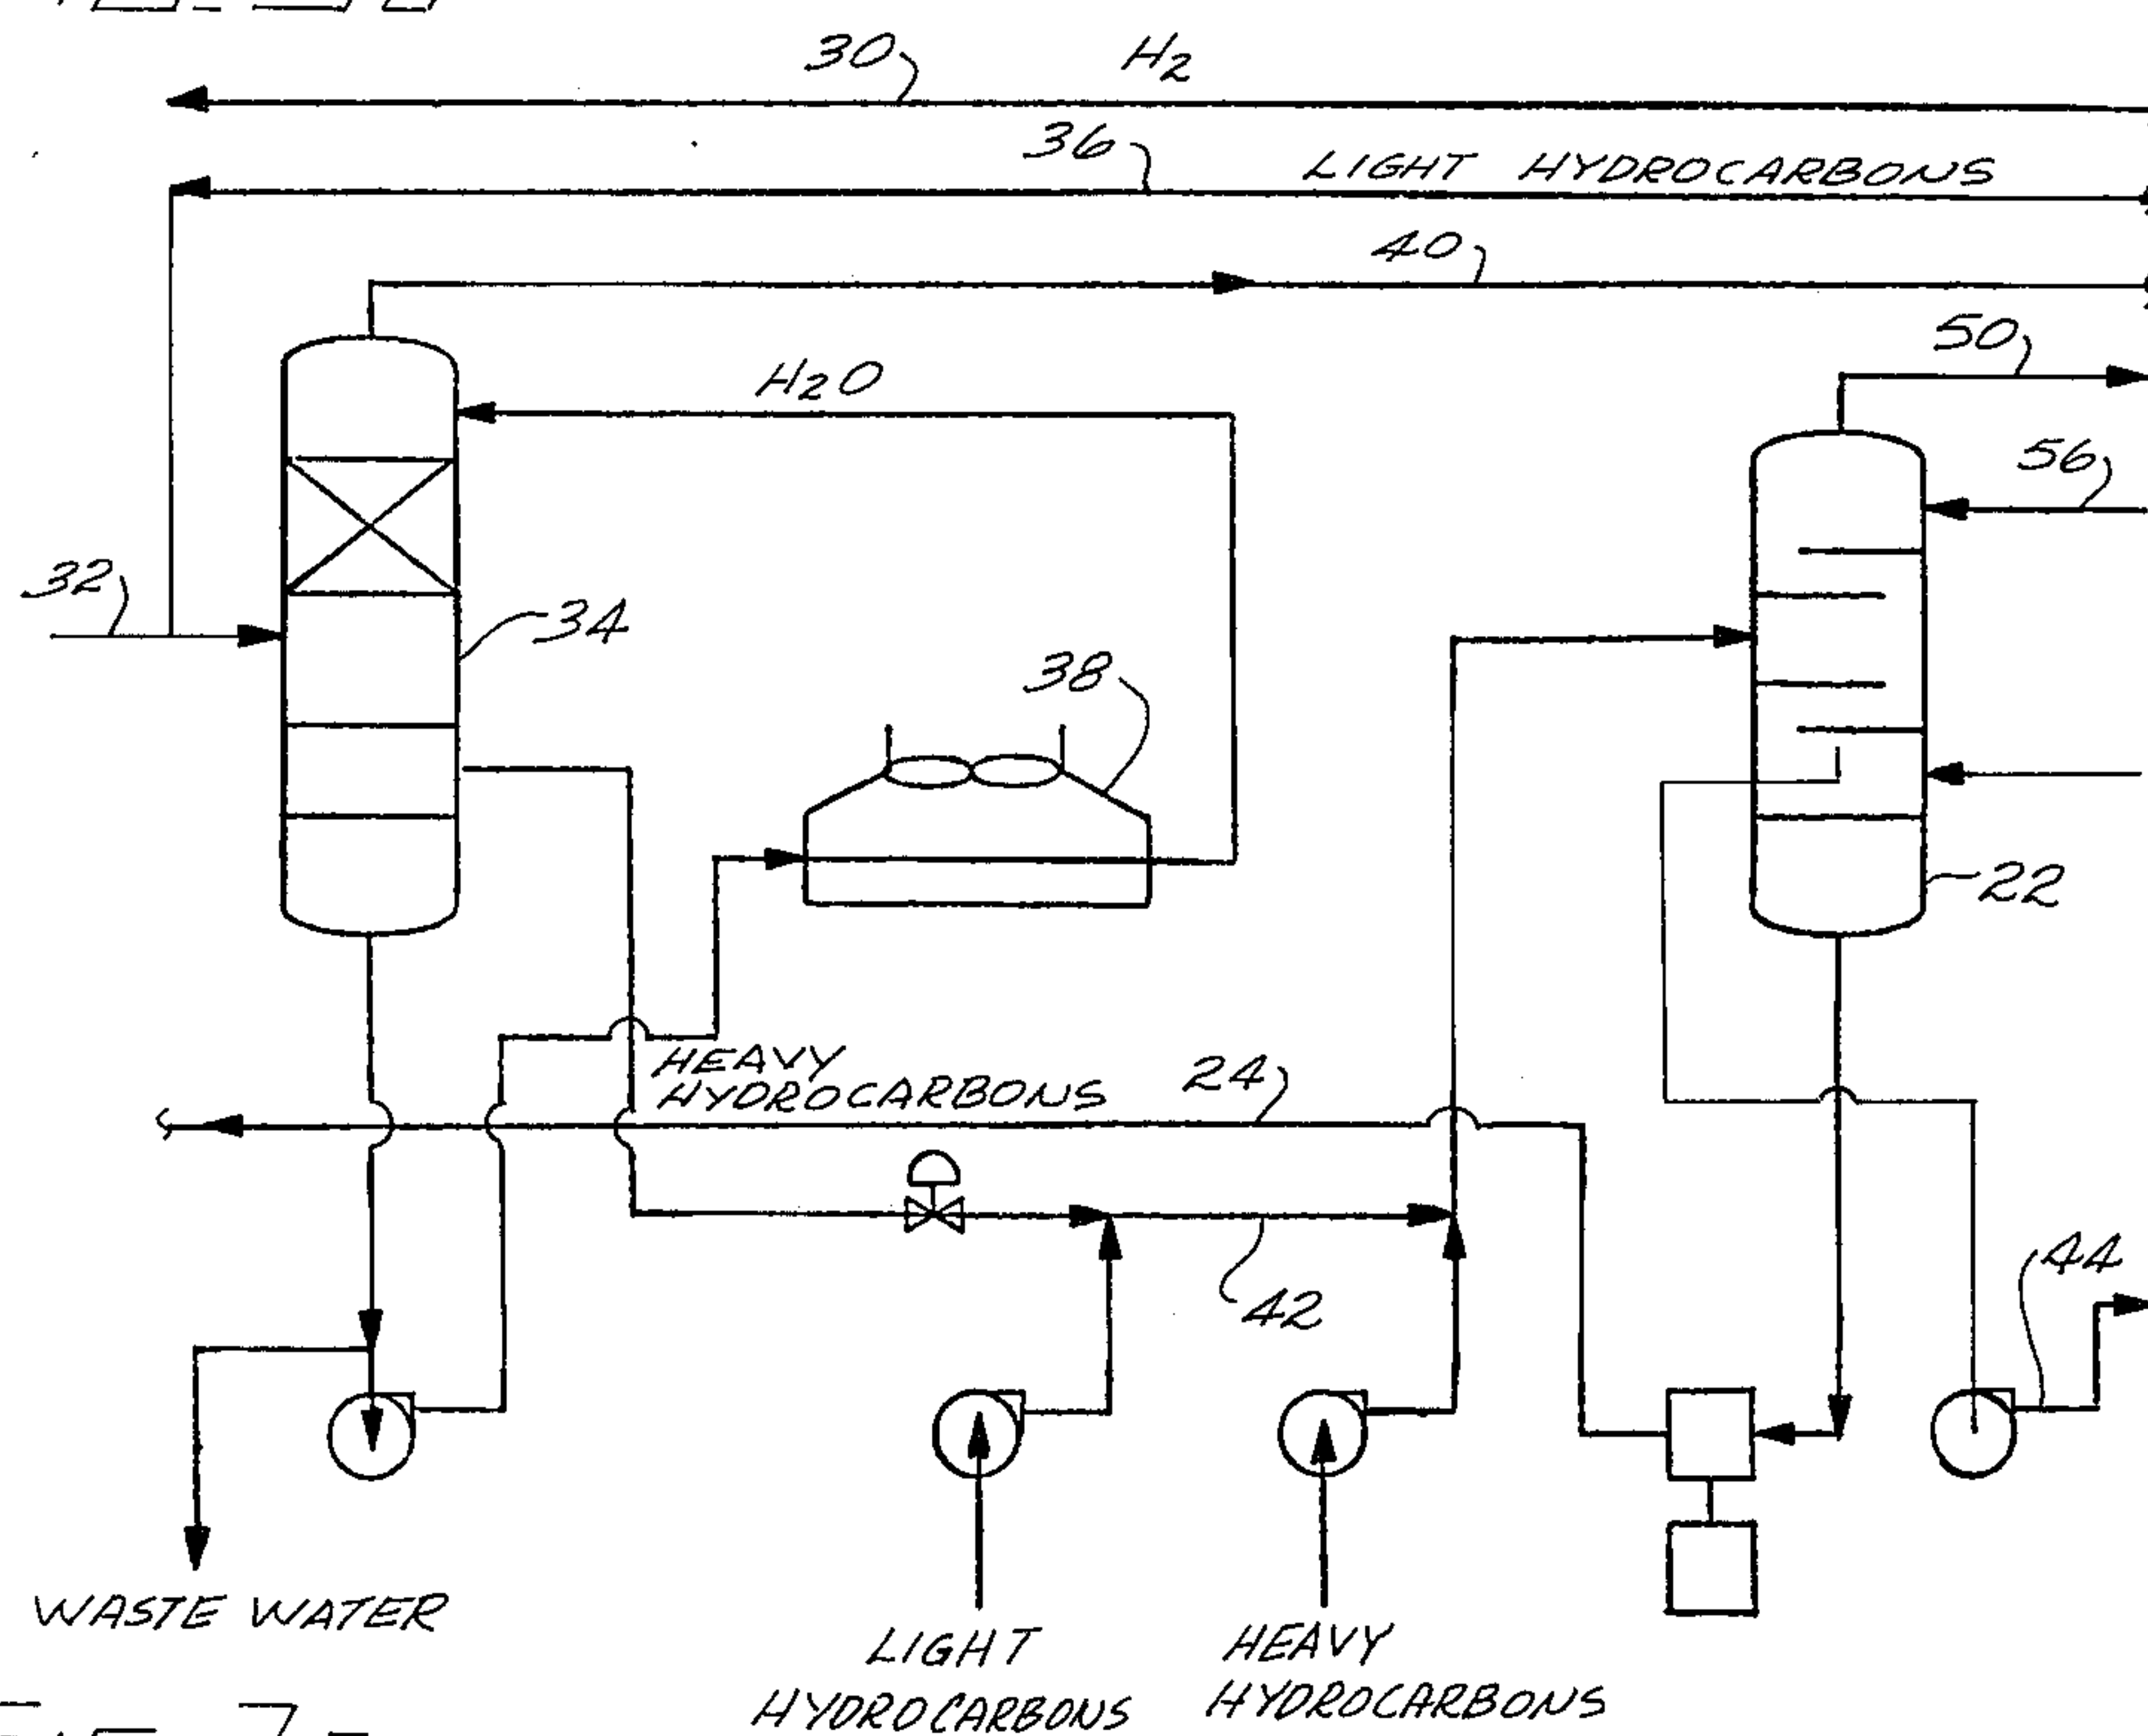 30
H2
36
LIGHT HYDROCARBONS
40
50
H2O
56
32
34
38
22
HEAVY
HYDROCARBONS
24
44
42
WASTE WATER
LIGHT
HYDROCARBONS
HEAVY
HYDROCARBONS